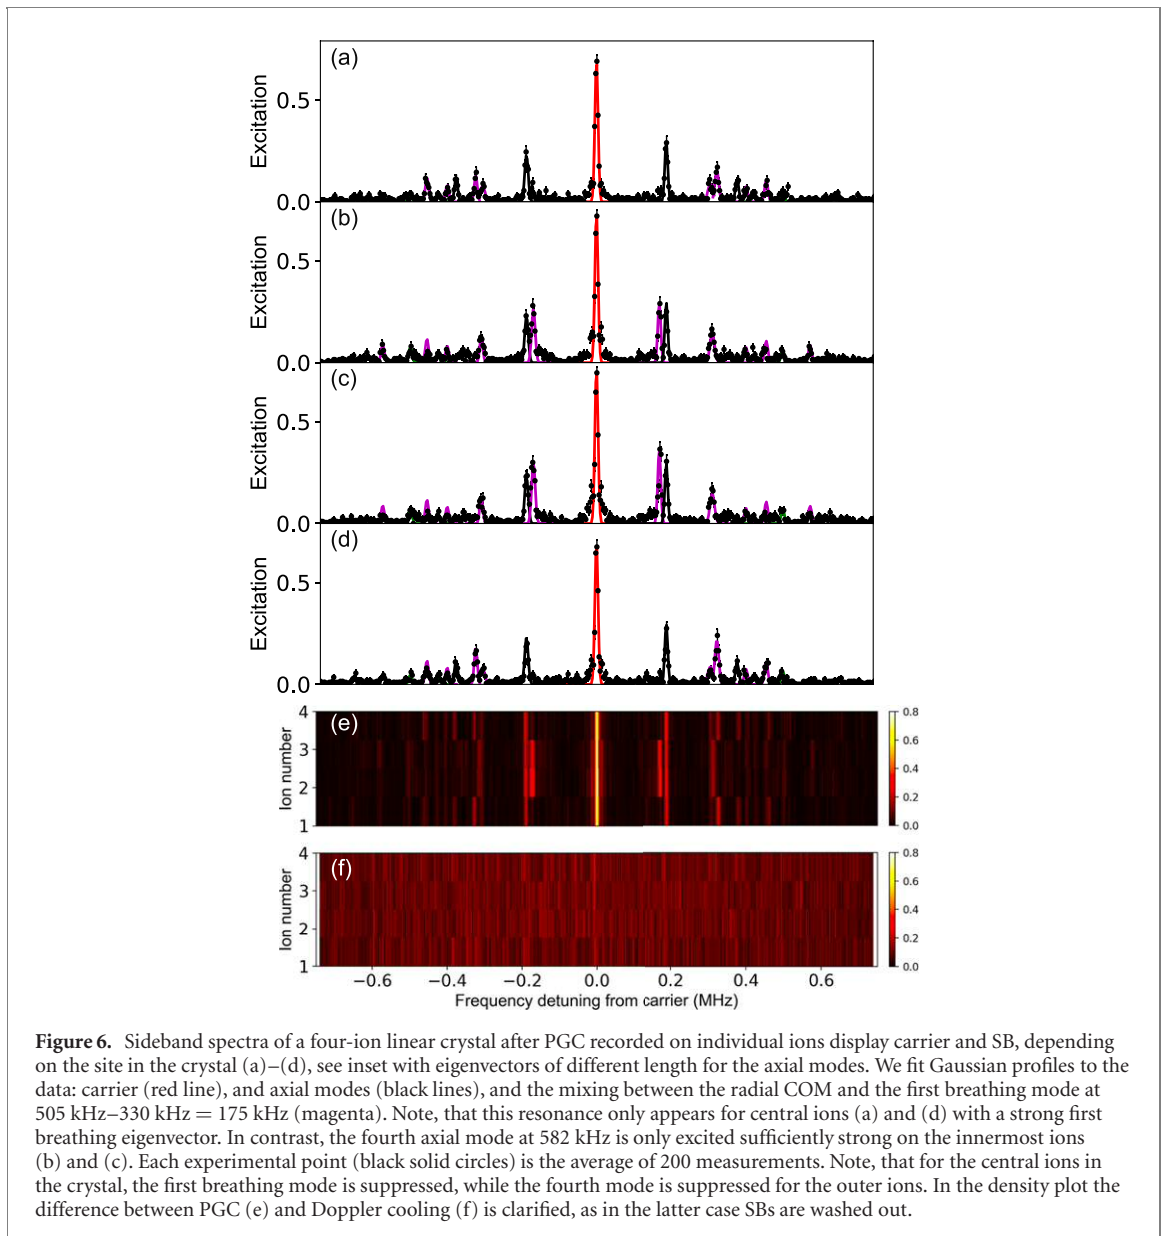 (a)
Excitation
0.5
0.0
(b)
Excitation
0.5
0.0
(c)
Excitation
0.5
0.0
(d)
Excitation
0.5
0.0
(e)
Ion number
4
3
2
1
0.8
0.6
0.4
0.2
0.0
(f)
Ion number
4
3
2
1
0.8
0.6
0.4
0.2
0.0
−0.6 −0.4 −0.2 0.0 0.2 0.4 0.6
Frequency detuning from carrier (MHz)
Figure 6. Sideband spectra of a four-ion linear crystal after PGC recorded on individual ions display carrier and SB, depending
on the site in the crystal (a)–(d), see inset with eigenvectors of different length for the axial modes. We fit Gaussian profiles to the
data: carrier (red line), and axial modes (black lines), and the mixing between the radial COM and the first breathing mode at
505 kHz–330 kHz = 175 kHz (magenta). Note, that this resonance only appears for central ions (a) and (d) with a strong first
breathing eigenvector. In contrast, the fourth axial mode at 582 kHz is only excited sufficiently strong on the innermost ions
(b) and (c). Each experimental point (black solid circles) is the average of 200 measurements. Note, that for the central ions in
the crystal, the first breathing mode is suppressed, while the fourth mode is suppressed for the outer ions. In the density plot the
difference between PGC (e) and Doppler cooling (f) is clarified, as in the latter case SBs are washed out.